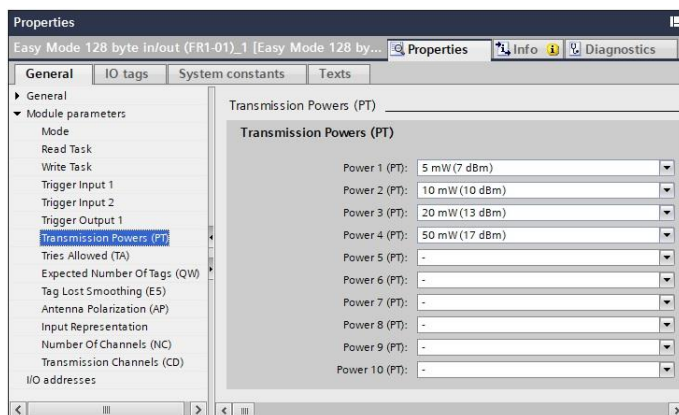 Properties
Easy Mode 128 byte in/out (FR1-01)_1 [Easy Mode 128 by...
Properties
Info
Diagnostics
General
IO tags
System constants
Texts
General
Module parameters
Mode
Read Task
Write Task
Trigger Input 1
Trigger Input 2
Trigger Output 1
Transmission Powers (PT)
Tries Allowed (TA)
Expected Number Of Tags (QW)
Tag Lost Smoothing (E5)
Antenna Polarization (AP)
Input Representation
Number Of Channels (NC)
Transmission Channels (CD)
I/O addresses
Transmission Powers (PT)
Transmission Powers (PT)
Power 1 (PT): 5 mW (7 dBm)
Power 2 (PT): 10 mW (10 dBm)
Power 3 (PT): 20 mW (13 dBm)
Power 4 (PT): 50 mW (17 dBm)
Power 5 (PT): -
Power 6 (PT): -
Power 7 (PT): -
Power 8 (PT): -
Power 9 (PT): -
Power 10 (PT): -